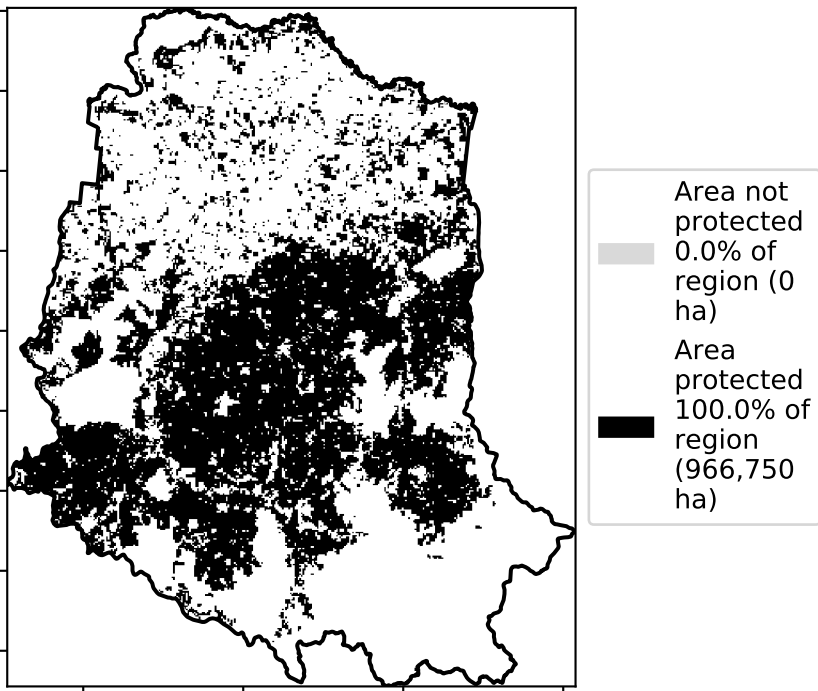 Area not
protected
0.0% of
region (0
ha)
Area
protected
100.0% of
region
(966,750
ha)